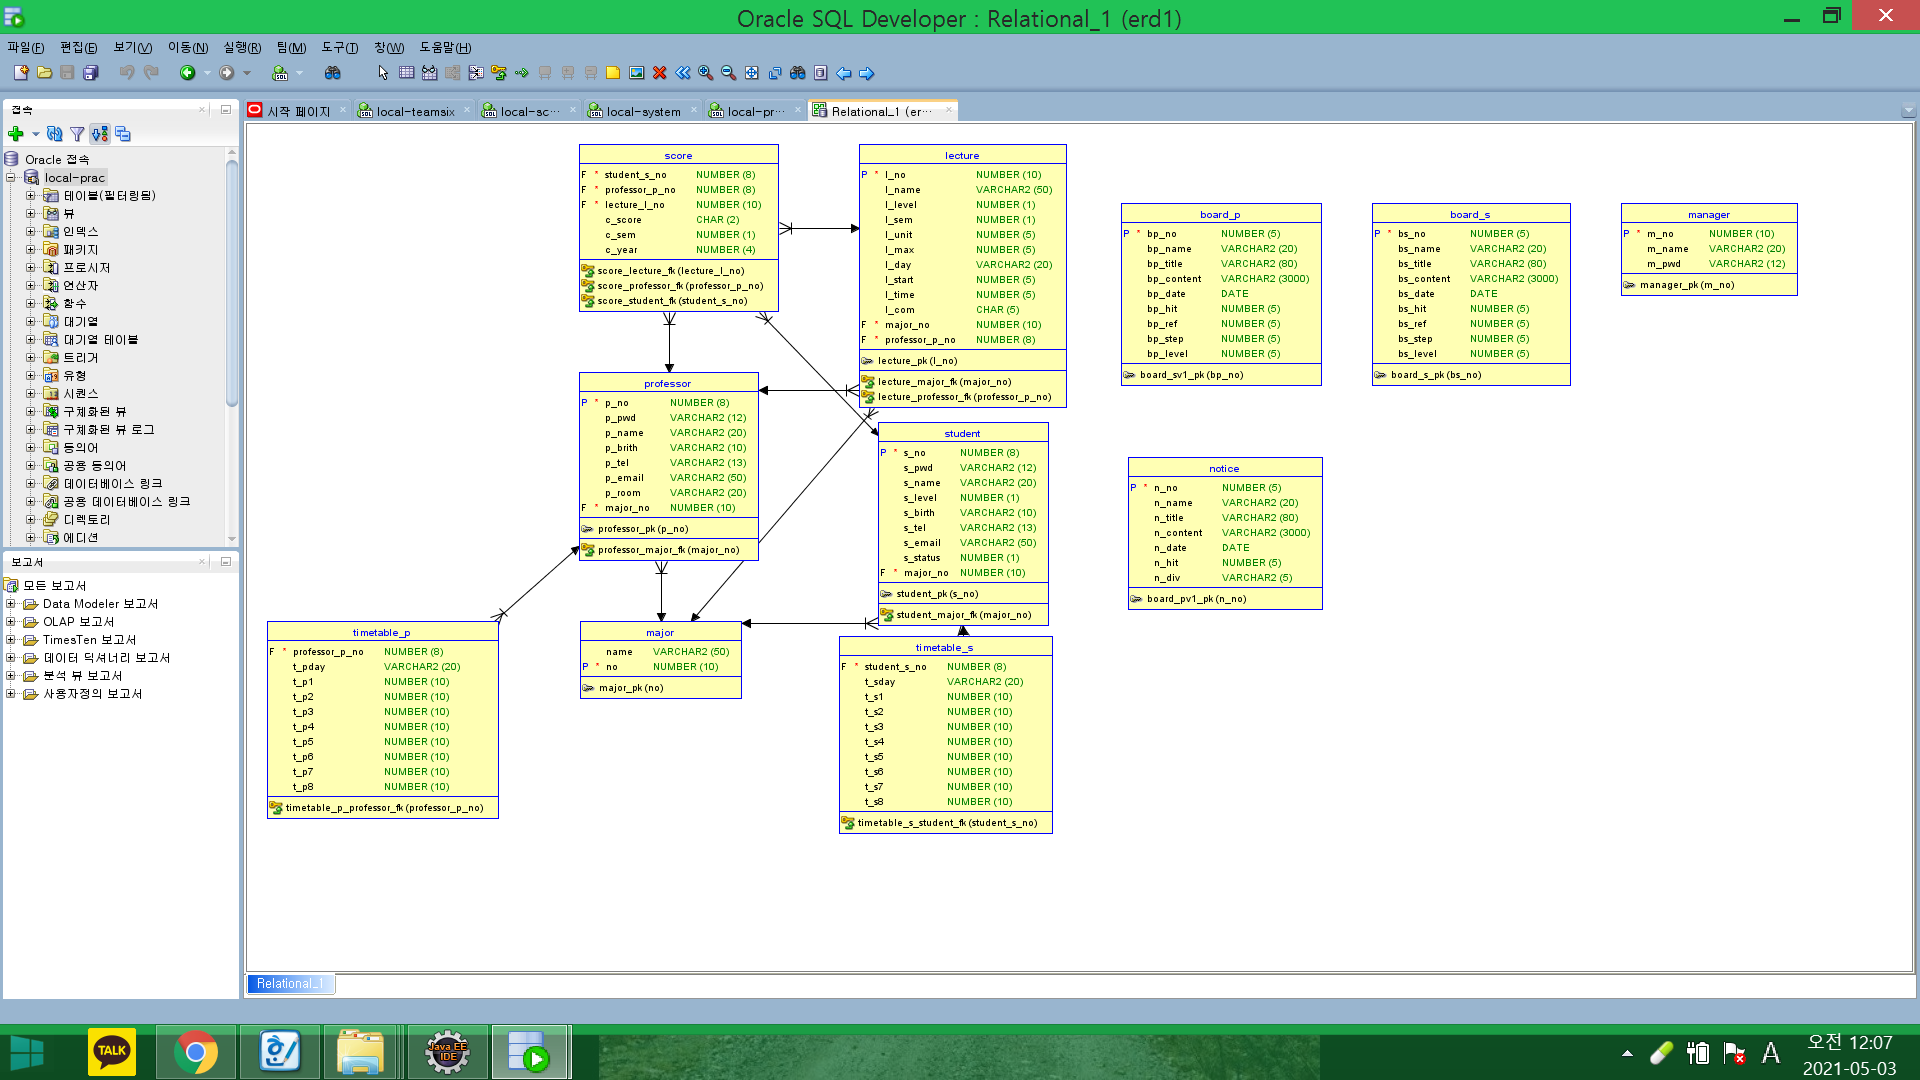 Oracle SQL Developer : Relational_1 (erd1)
파일(F) 편집(E) 보기(V) 이동(N) 실행(R) 팀(M) 도구(T) 창(W) 도움말(H)
접속
Oracle 접속
local-prac
테이블(필터링됨)
뷰
인덱스
패키지
프로시저
연산자
함수
대기열
대기열 테이블
트리거
유형
시퀀스
구체화된 뷰
구체화된 뷰 로그
동의어
공용 동의어
데이터베이스 링크
공용 데이터베이스 링크
디렉토리
에디션
보고서
모든 보고서
Data Modeler 보고서
OLAP 보고서
TimesTen 보고서
데이터 딕셔너리 보고서
분석 뷰 보고서
사용자정의 보고서
시작 페이지 local-teamsix local-sc... local-system local-pr... Relational_1 (er...
score
F * student_s_no NUMBER (8)
F * professor_p_no NUMBER (8)
F * lecture_l_no NUMBER (10)
c_score CHAR (2)
c_sem NUMBER (1)
c_year NUMBER (4)
score_lecture_fk (lecture_l_no)
score_professor_fk (professor_p_no)
score_student_fk (student_s_no)
lecture
P * l_no NUMBER (10)
l_name VARCHAR2 (50)
l_level NUMBER (1)
l_sem NUMBER (1)
l_unit NUMBER (5)
l_max NUMBER (5)
l_day VARCHAR2 (20)
l_start NUMBER (5)
l_time NUMBER (5)
l_com CHAR (5)
F * major_no NUMBER (10)
F * professor_p_no NUMBER (8)
lecture_pk (l_no)
lecture_major_fk (major_no)
lecture_professor_fk (professor_p_no)
board_p
P * bp_no NUMBER (5)
bp_name VARCHAR2 (20)
bp_title VARCHAR2 (80)
bp_content VARCHAR2 (3000)
bp_date DATE
bp_hit NUMBER (5)
bp_ref NUMBER (5)
bp_step NUMBER (5)
bp_level NUMBER (5)
board_sv1_pk (bp_no)
board_s
P * bs_no NUMBER (5)
bs_name VARCHAR2 (20)
bs_title VARCHAR2 (80)
bs_content VARCHAR2 (3000)
bs_date DATE
bs_hit NUMBER (5)
bs_ref NUMBER (5)
bs_step NUMBER (5)
bs_level NUMBER (5)
board_s_pk (bs_no)
manager
P * m_no NUMBER (10)
m_name VARCHAR2 (20)
m_pwd VARCHAR2 (12)
manager_pk (m_no)
professor
P * p_no NUMBER (8)
p_pwd VARCHAR2 (12)
p_name VARCHAR2 (20)
p_brith VARCHAR2 (10)
p_tel VARCHAR2 (13)
p_email VARCHAR2 (50)
p_room VARCHAR2 (20)
F * major_no NUMBER (10)
professor_pk (p_no)
professor_major_fk (major_no)
student
P * s_no NUMBER (8)
s_pwd VARCHAR2 (12)
s_name VARCHAR2 (20)
s_level NUMBER (1)
s_birth VARCHAR2 (10)
s_tel VARCHAR2 (13)
s_email VARCHAR2 (50)
s_status NUMBER (1)
F * major_no NUMBER (10)
student_pk (s_no)
student_major_fk (major_no)
notice
P * n_no NUMBER (5)
n_name VARCHAR2 (20)
n_title VARCHAR2 (80)
n_content VARCHAR2 (3000)
n_date DATE
n_hit NUMBER (5)
n_div VARCHAR2 (5)
board_pv1_pk (n_no)
timetable_p
F * professor_p_no NUMBER (8)
t_pday VARCHAR2 (20)
t_p1 NUMBER (10)
t_p2 NUMBER (10)
t_p3 NUMBER (10)
t_p4 NUMBER (10)
t_p5 NUMBER (10)
t_p6 NUMBER (10)
t_p7 NUMBER (10)
t_p8 NUMBER (10)
timetable_p_professor_fk (professor_p_no)
major
name VARCHAR2 (50)
P * no NUMBER (10)
major_pk (no)
timetable_s
F * student_s_no NUMBER (8)
t_sday VARCHAR2 (20)
t_s1 NUMBER (10)
t_s2 NUMBER (10)
t_s3 NUMBER (10)
t_s4 NUMBER (10)
t_s5 NUMBER (10)
t_s6 NUMBER (10)
t_s7 NUMBER (10)
t_s8 NUMBER (10)
timetable_s_student_fk (student_s_no)
Relational_1
TALK
Java EE
IDE
A
오전 12:07
2021-05-03